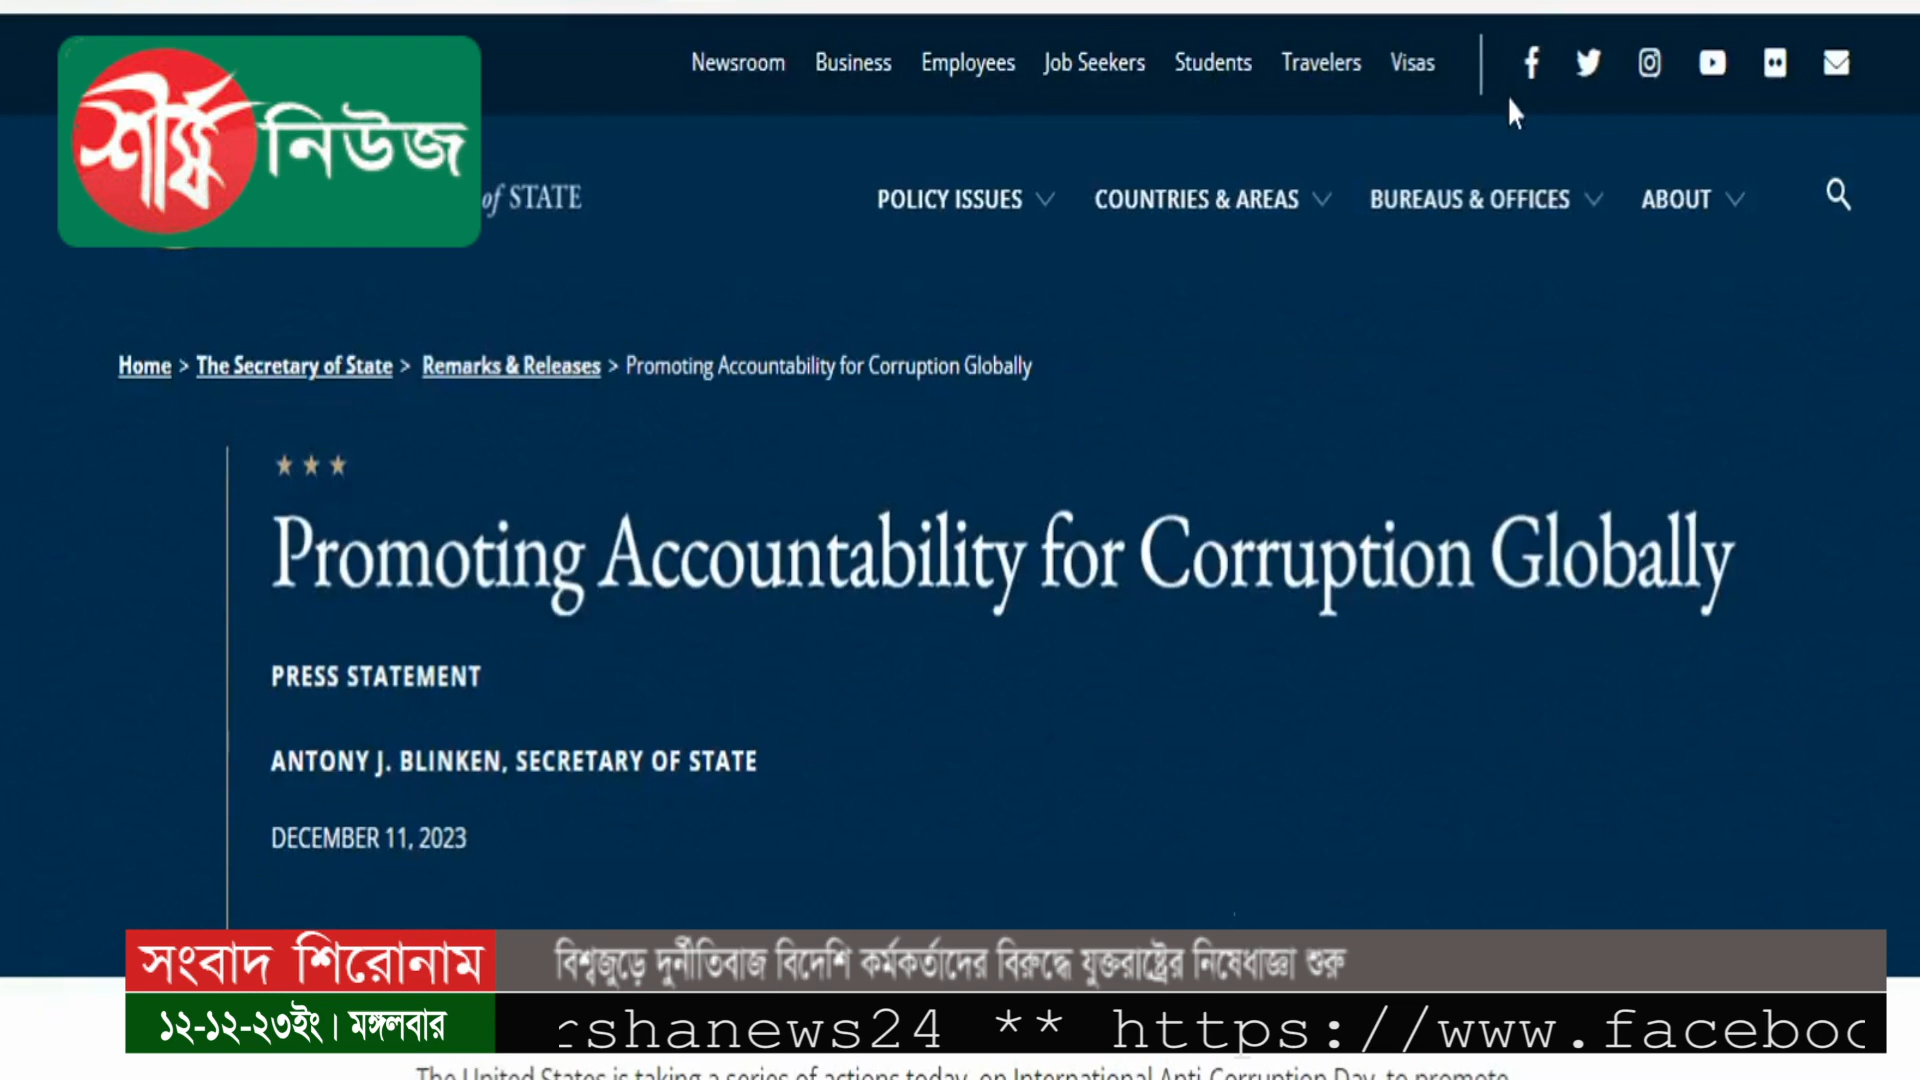 Newsroom Business Employees Job Seekers Students Travelers Visas
শীর্ষ নিউজ
of STATE
POLICY ISSUES COUNTRIES & AREAS BUREAUS & OFFICES ABOUT
Home > The Secretary of State > Remarks & Releases > Promoting Accountability for Corruption Globally
Promoting Accountability for Corruption Globally
PRESS STATEMENT
ANTONY J. BLINKEN, SECRETARY OF STATE
DECEMBER 11, 2023
সংবাদ শিরোনাম
বিশ্বজুড়ে দুর্নীতিবাজ বিদেশি কর্মকর্তাদের বিরুদ্ধে যুক্তরাষ্ট্রের নিষেধাজ্ঞা শুরু
১২-১২-২৩ইং। মঙ্গলবার
rshanews24 ** https://www.faceboo
The United States is taking a series of actions today, on International Anti-Corruption Day, to promote